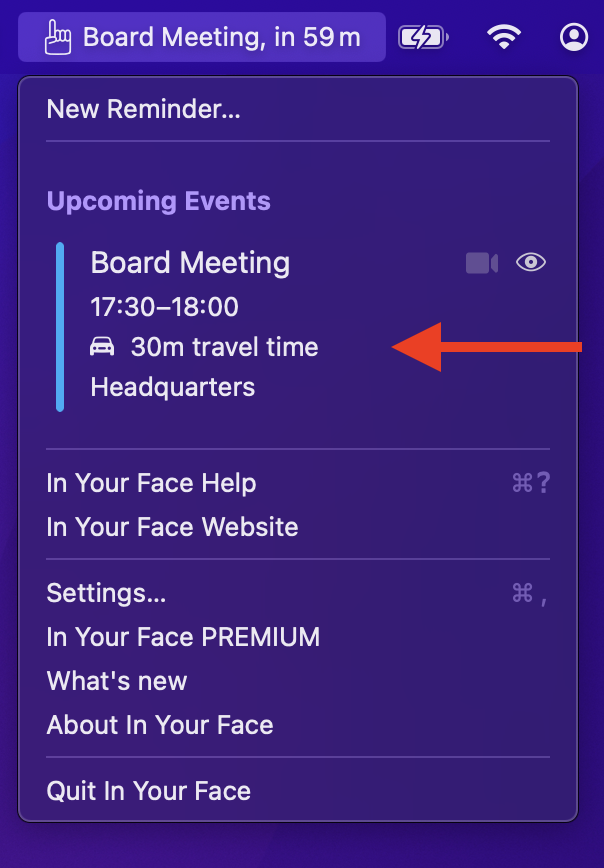 Board Meeting, in 59 m
New Reminder...
Upcoming Events
Board Meeting
17:30–18:00
30m travel time
Headquarters
In Your Face Help ⌘?
In Your Face Website
Settings... ⌘ ,
In Your Face PREMIUM
What's new
About In Your Face
Quit In Your Face